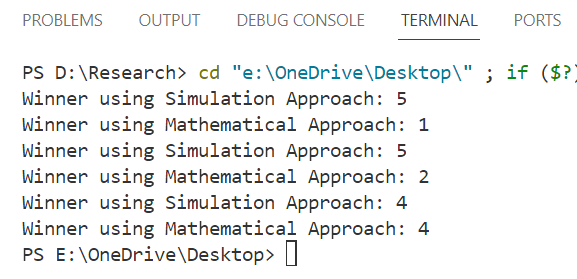 PROBLEMS OUTPUT DEBUG CONSOLE TERMINAL PORTS
PS D:\Research> cd "e:\OneDrive\Desktop\" ; if ($?)
Winner using Simulation Approach: 5
Winner using Mathematical Approach: 1
Winner using Simulation Approach: 5
Winner using Mathematical Approach: 2
Winner using Simulation Approach: 4
Winner using Mathematical Approach: 4
PS E:\OneDrive\Desktop>